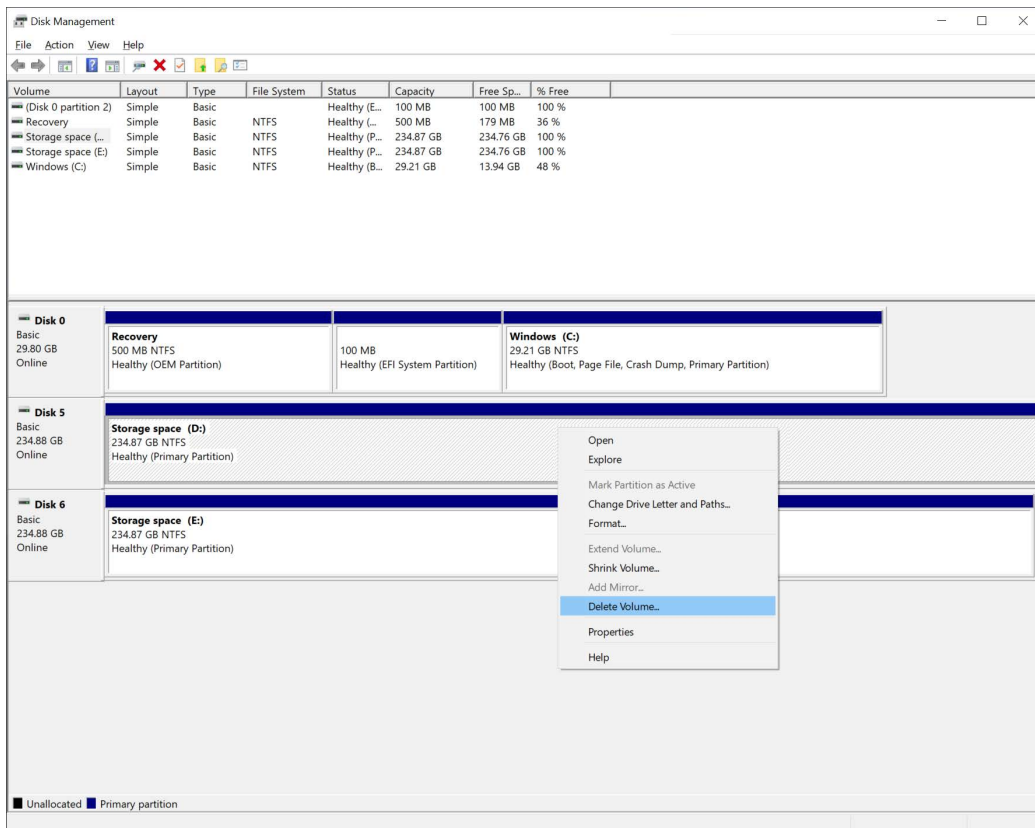 Disk Management
File Action View Help
Volume Layout Type File System Status Capacity Free Sp... % Free
(Disk 0 partition 2) Simple Basic Healthy (E... 100 MB 100 MB 100 %
Recovery Simple Basic NTFS Healthy (... 500 MB 179 MB 36 %
Storage space (... Simple Basic NTFS Healthy (P... 234.87 GB 234.76 GB 100 %
Storage space (E:) Simple Basic NTFS Healthy (P... 234.87 GB 234.76 GB 100 %
Windows (C:) Simple Basic NTFS Healthy (B... 29.21 GB 13.94 GB 48 %
Disk 0
Basic
29.80 GB
Online
Recovery
500 MB NTFS
Healthy (OEM Partition)
100 MB
Healthy (EFI System Partition)
Windows (C:)
29.21 GB NTFS
Healthy (Boot, Page File, Crash Dump, Primary Partition)
Disk 5
Basic
234.88 GB
Online
Storage space (D:)
234.87 GB NTFS
Healthy (Primary Partition)
Disk 6
Basic
234.88 GB
Online
Storage space (E:)
234.87 GB NTFS
Healthy (Primary Partition)
Open
Explore
Mark Partition as Active
Change Drive Letter and Paths...
Format...
Extend Volume...
Shrink Volume...
Add Mirror...
Delete Volume...
Properties
Help
Unallocated Primary partition